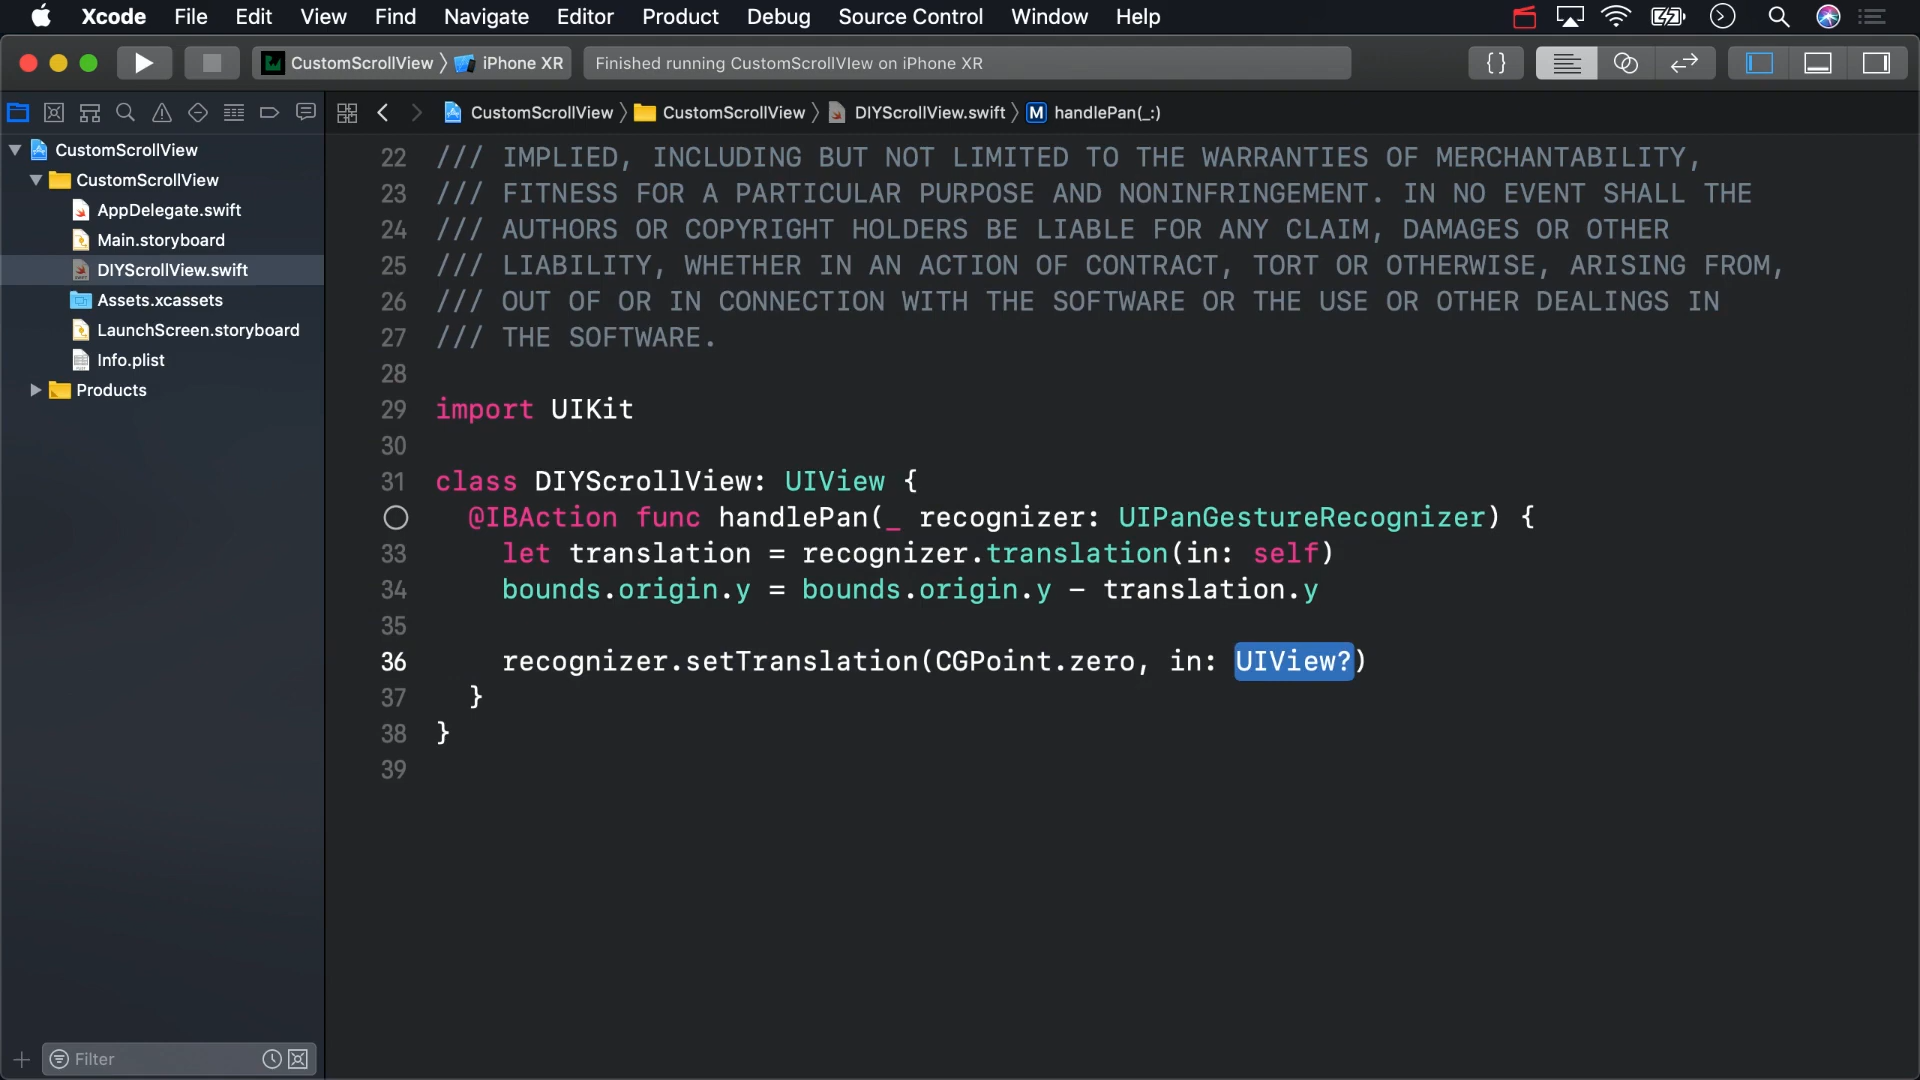 Xcode File Edit View Find Navigate Editor Product Debug Source Control Window Help
CustomScrollView 〉 iPhone XR
Finished running CustomScrollVIew on iPhone XR
{}
CustomScrollView 〉 CustomScrollView 〉 DIYScrollView.swift 〉 M handlePan(_:)
CustomScrollView
CustomScrollView
AppDelegate.swift
Main.storyboard
DIYScrollView.swift
Assets.xcassets
LaunchScreen.storyboard
Info.plist
Products
22 /// IMPLIED, INCLUDING BUT NOT LIMITED TO THE WARRANTIES OF MERCHANTABILITY,
23 /// FITNESS FOR A PARTICULAR PURPOSE AND NONINFRINGEMENT. IN NO EVENT SHALL THE
24 /// AUTHORS OR COPYRIGHT HOLDERS BE LIABLE FOR ANY CLAIM, DAMAGES OR OTHER
25 /// LIABILITY, WHETHER IN AN ACTION OF CONTRACT, TORT OR OTHERWISE, ARISING FROM,
26 /// OUT OF OR IN CONNECTION WITH THE SOFTWARE OR THE USE OR OTHER DEALINGS IN
27 /// THE SOFTWARE.
28
29 import UIKit
30
31 class DIYScrollView: UIView {
@IBAction func handlePan(_ recognizer: UIPanGestureRecognizer) {
33 let translation = recognizer.translation(in: self)
34 bounds.origin.y = bounds.origin.y - translation.y
35
36 recognizer.setTranslation(CGPoint.zero, in: UIView?)
37 }
38 }
39
Filter